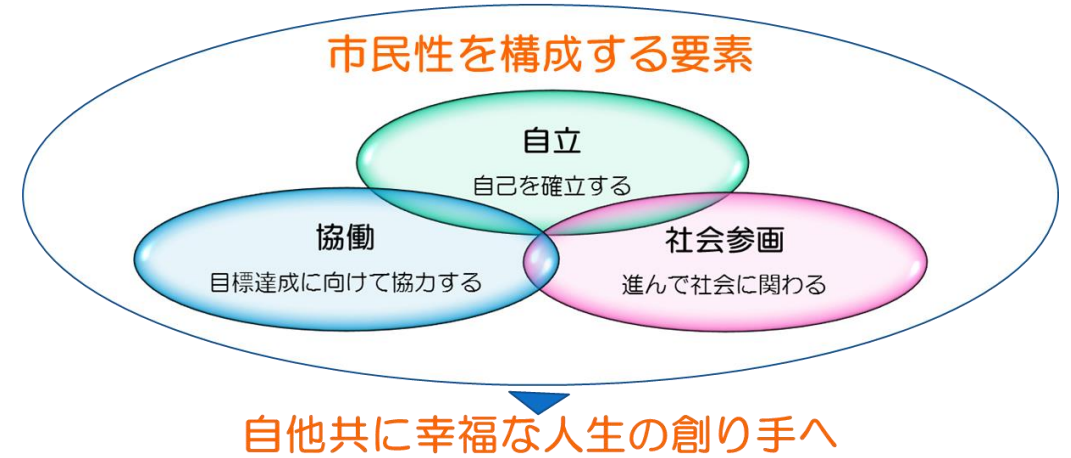 市民性を構成する要素
自立
自己を確立する
協働
目標達成に向けて協力する
社会参画
進んで社会に関わる
自他共に幸福な人生の創り手へ